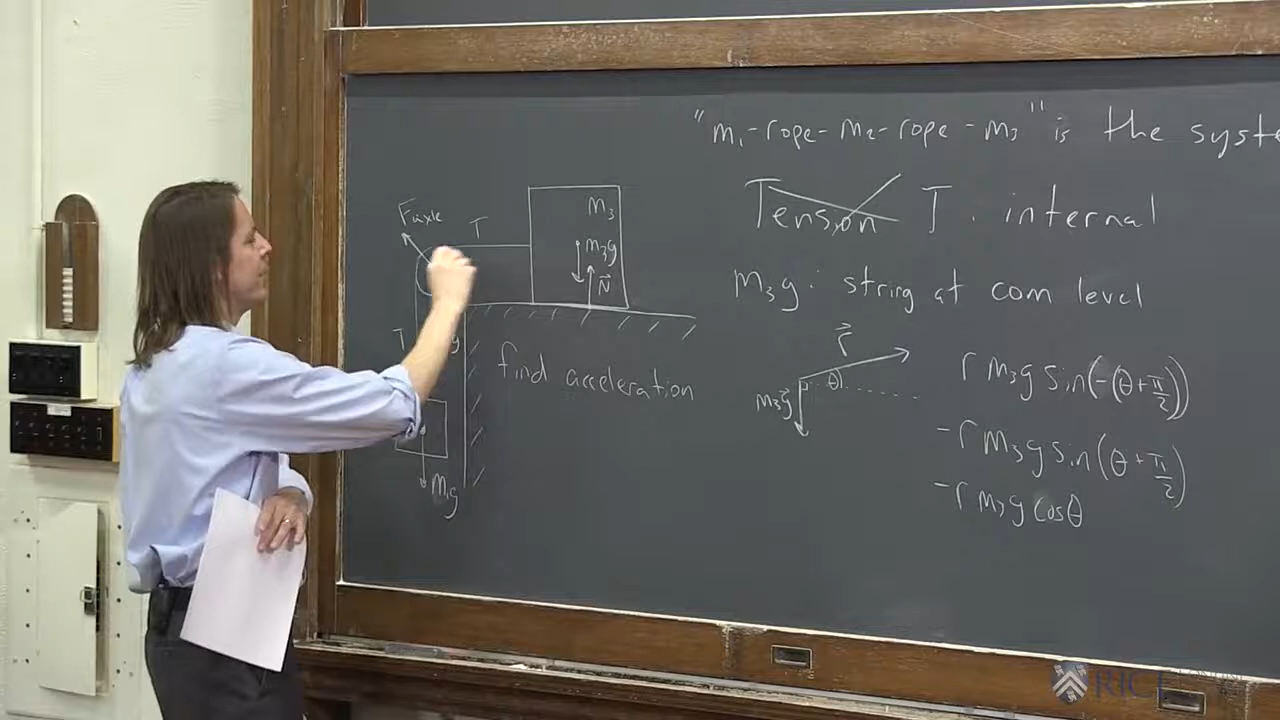 "m₁-rope-m₂-rope-m₃" is the syste
Tension T: internal
m₃g: string at com level
Faxle
T
m₃
m₃g
N⃗
T
g
find acceleration
m₁g
r⃗
θ
m₃g⃗
r m₃g sin(-(θ+π/2))
-r m₃g sin(θ+π/2)
-r m₃g cosθ
RICE